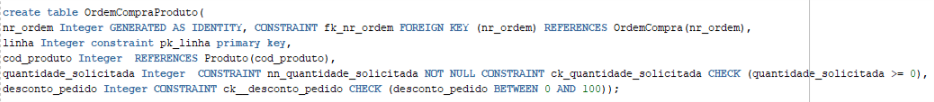 create table OrdemCompraProduto(
nr_ordem Integer GENERATED AS IDENTITY, CONSTRAINT fk_nr_ordem FOREIGN KEY (nr_ordem) REFERENCES OrdemCompra(nr_ordem),
linha Integer constraint pk_linha primary key,
cod_produto Integer  REFERENCES Produto(cod_produto),
quantidade_solicitada Integer  CONSTRAINT nn_quantidade_solicitada NOT NULL CONSTRAINT ck_quantidade_solicitada CHECK (quantidade_solicitada >= 0),
desconto_pedido Integer CONSTRAINT ck__desconto_pedido CHECK (desconto_pedido BETWEEN 0 AND 100));